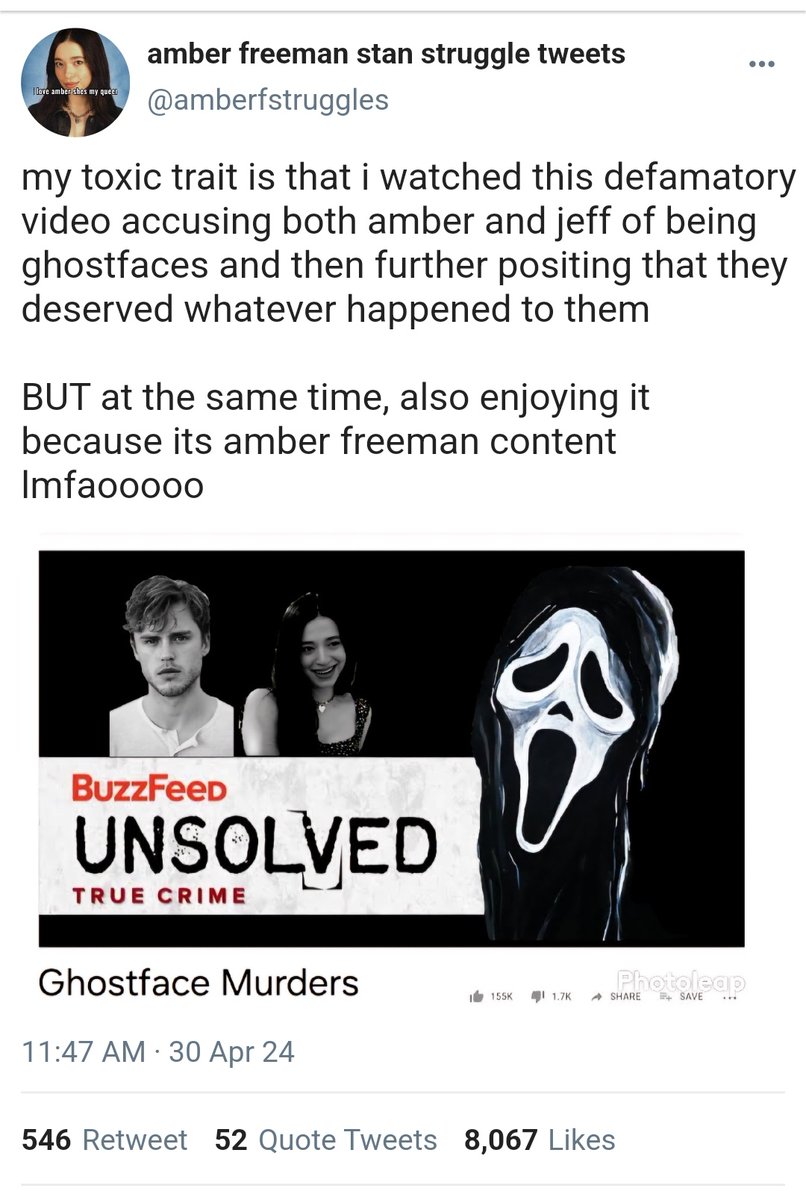 amber freeman stan struggle tweets
@amberfstruggles
i love amber shes my queer
my toxic trait is that i watched this defamatory
video accusing both amber and jeff of being
ghostfaces and then further positing that they
deserved whatever happened to them
BUT at the same time, also enjoying it
because its amber freeman content
lmfaooooo
BuzzFeed
UNSOLVED
TRUE CRIME
Ghostface Murders
155K 1.7K SHARE SAVE
Photoleap
11:47 AM · 30 Apr 24
546 Retweet 52 Quote Tweets 8,067 Likes